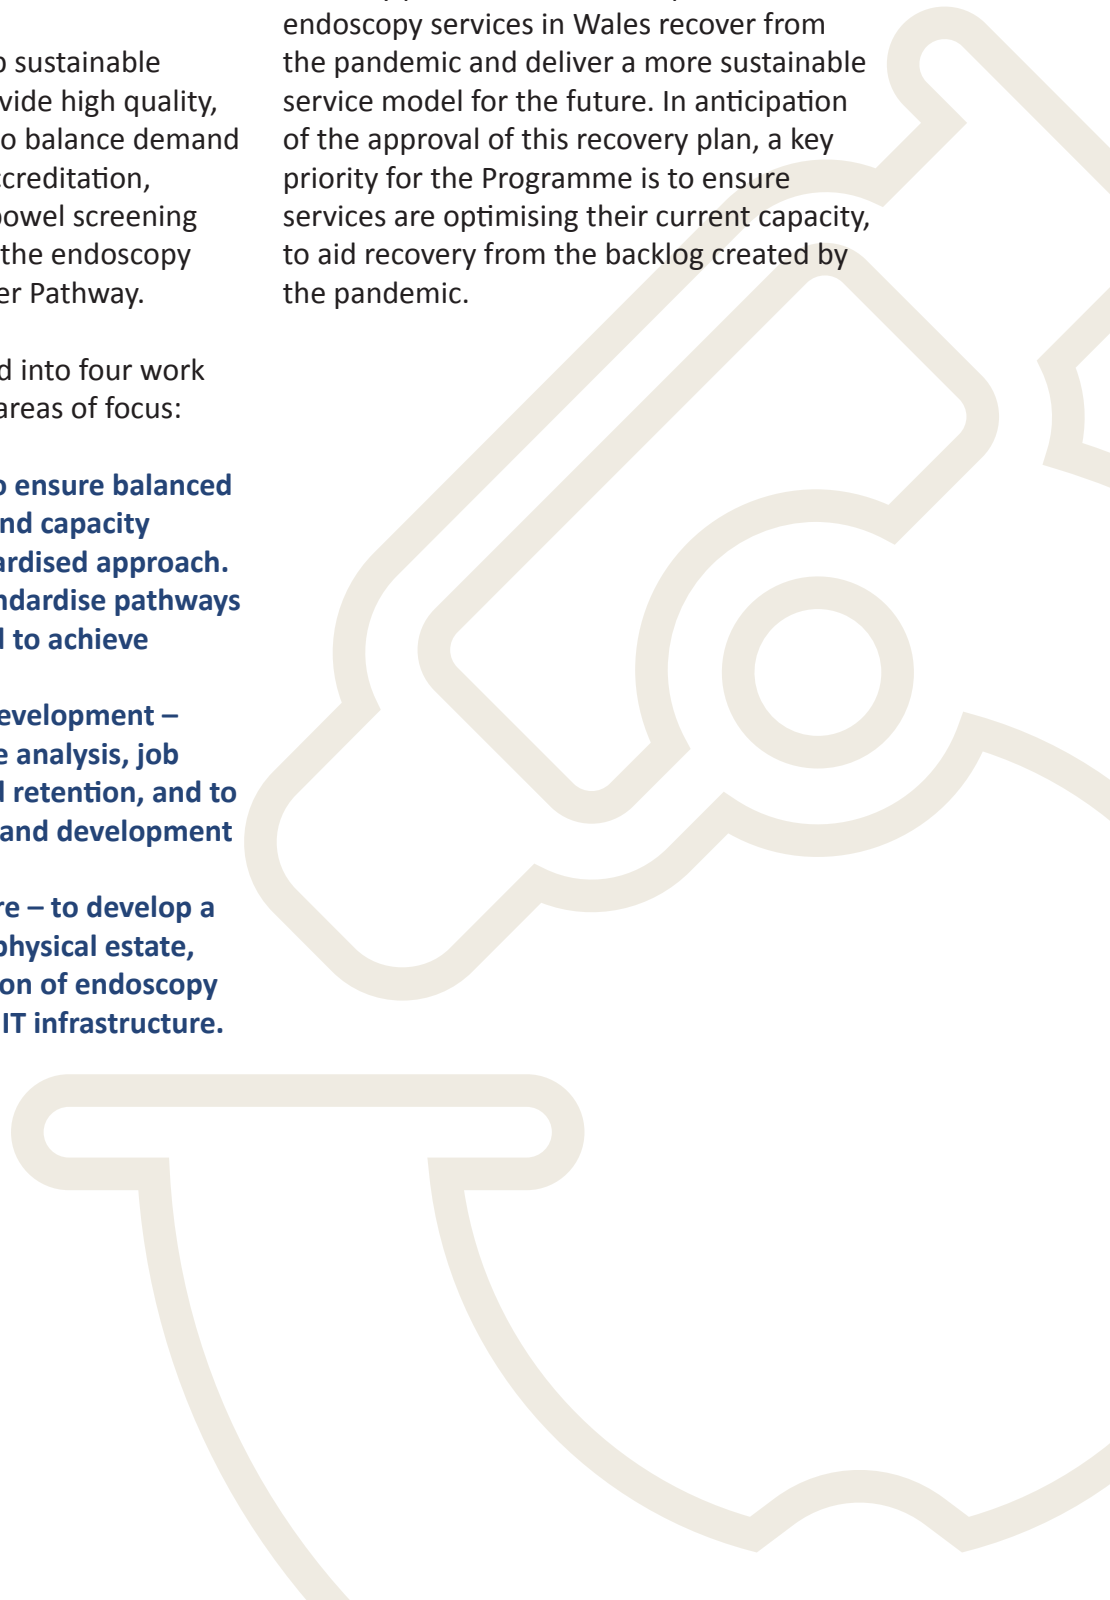 sustainable
vide high quality,
o balance demand
ccreditation,
bowel screening
the endoscopy
er Pathway.
d into four work
areas of focus:
o ensure balanced
nd capacity
ardised approach.
ndardise pathways
d to achieve
evelopment –
e analysis, job
d retention, and to
and development
re – to develop a
physical estate,
on of endoscopy
IT infrastructure.
endoscopy services in Wales recover from
the pandemic and deliver a more sustainable
service model for the future. In anticipation
of the approval of this recovery plan, a key
priority for the Programme is to ensure
services are optimising their current capacity,
to aid recovery from the backlog created by
the pandemic.